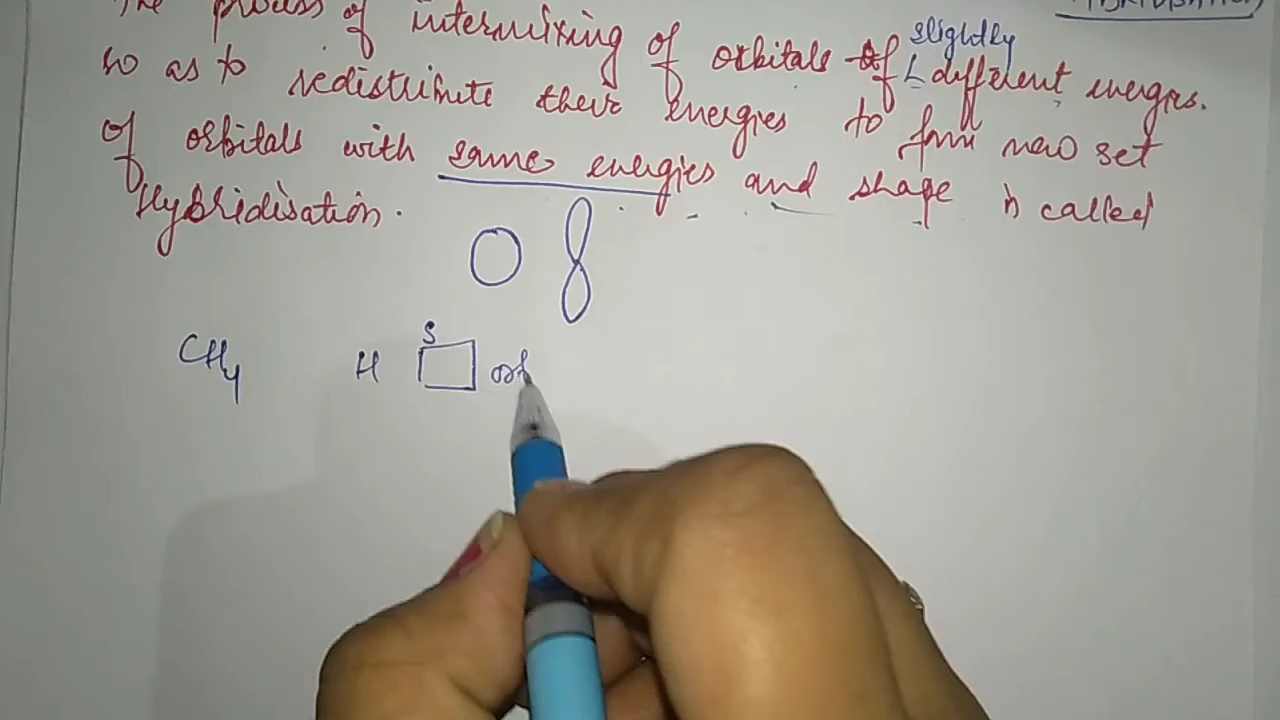 The process of intermixing of orbitals of slightly different energies.
so as to redistribute their energies to form new set
of orbitals with same energies and shape is called
Hybridisation.
S
CH4 H